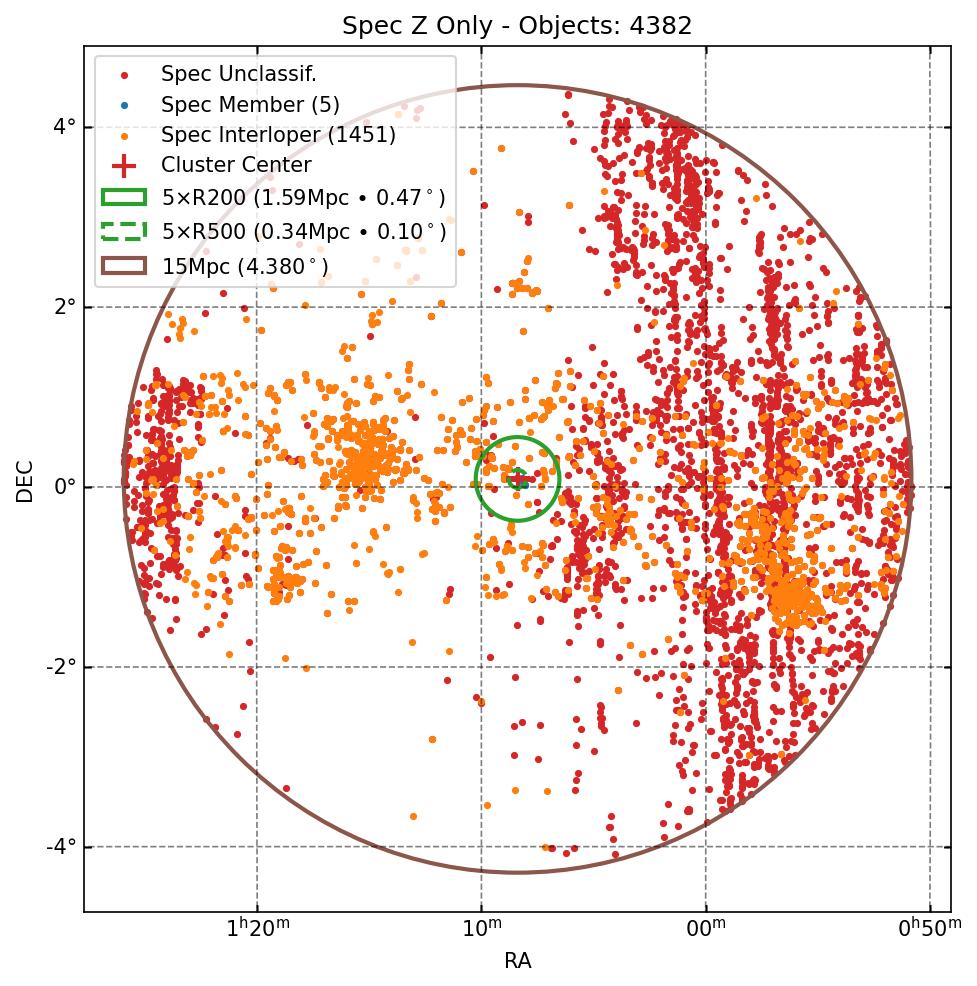 Spec Z Only - Objects: 4382
Spec Unclassif.
Spec Member (5)
Spec Interloper (1451)
Cluster Center
5×R200 (1.59Mpc • 0.47°)
5×R500 (0.34Mpc • 0.10°)
15Mpc (4.380°)
4°
2°
0°
-2°
-4°
DEC
1ʰ20ᵐ 10ᵐ 00ᵐ 0ʰ50ᵐ
RA